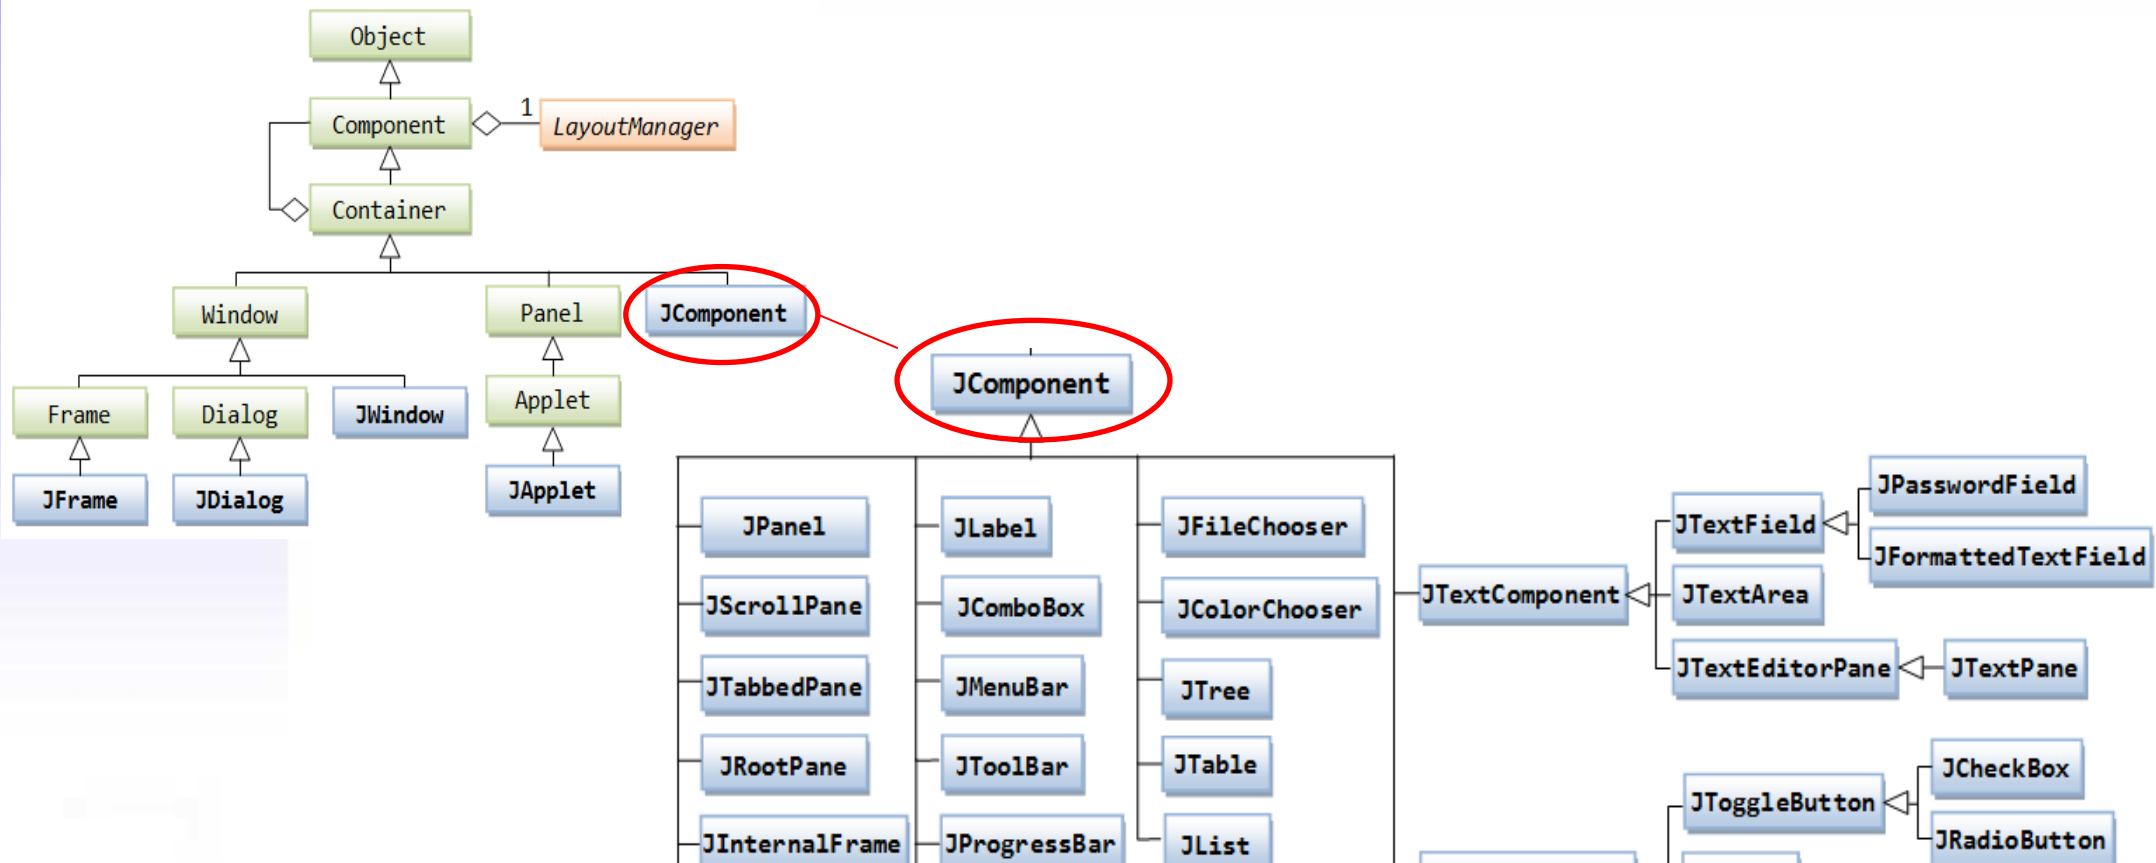 Object
Component
1
LayoutManager
Container
Window
Panel
JComponent
Frame
Dialog
JWindow
Applet
JFrame
JDialog
JApplet
JComponent
JPanel
JLabel
JFileChooser
JScrollPane
JComboBox
JColorChooser
JTabbedPane
JMenuBar
JTree
JRootPane
JToolBar
JTable
JInternalFrame
JProgressBar
JList
JTextComponent
JTextField
JPasswordField
JFormattedTextField
JTextArea
JTextEditorPane
JTextPane
JToggleButton
JCheckBox
JRadioButton